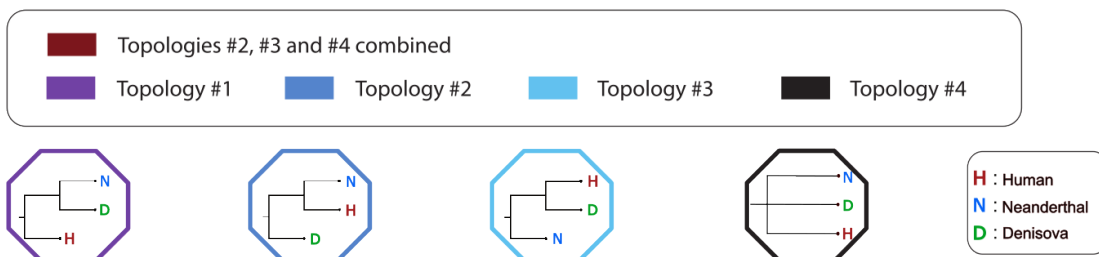 Topologies #2, #3 and #4 combined
Topology #1 Topology #2 Topology #3 Topology #4
N D H
N H D
H D N
N D H
H : Human
N : Neanderthal
D : Denisova